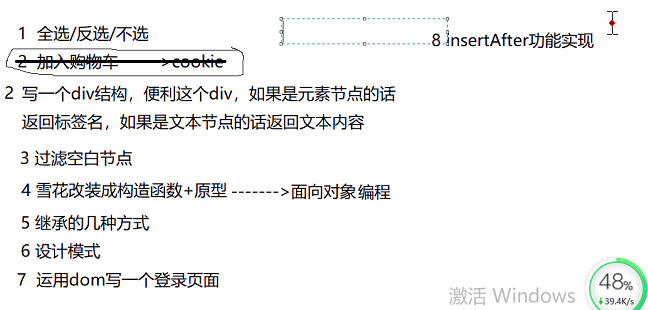 1 全选/反选/不选
8 insertAfter功能实现
2 加入购物车 ------->cookie
2 写一个div结构，便利这个div，如果是元素节点的话
返回标签名，如果是文本节点的话返回文本内容
3 过滤空白节点
4 雪花改装成构造函数+原型 ------->面向对象编程
5 继承的几种方式
6 设计模式
7 运用dom写一个登录页面
激活 Windows
48%
39.4K/s